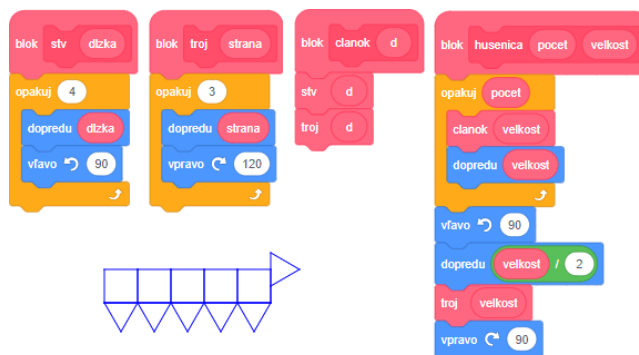 blok stv dlzka
opakuj 4
dopredu dlzka
vľavo 90
blok troj strana
opakuj 3
dopredu strana
vpravo 120
blok clanok d
stv d
troj d
blok husenica pocet velkost
opakuj pocet
clanok velkost
dopredu velkost
vľavo 90
dopredu velkost / 2
troj velkost
vpravo 90